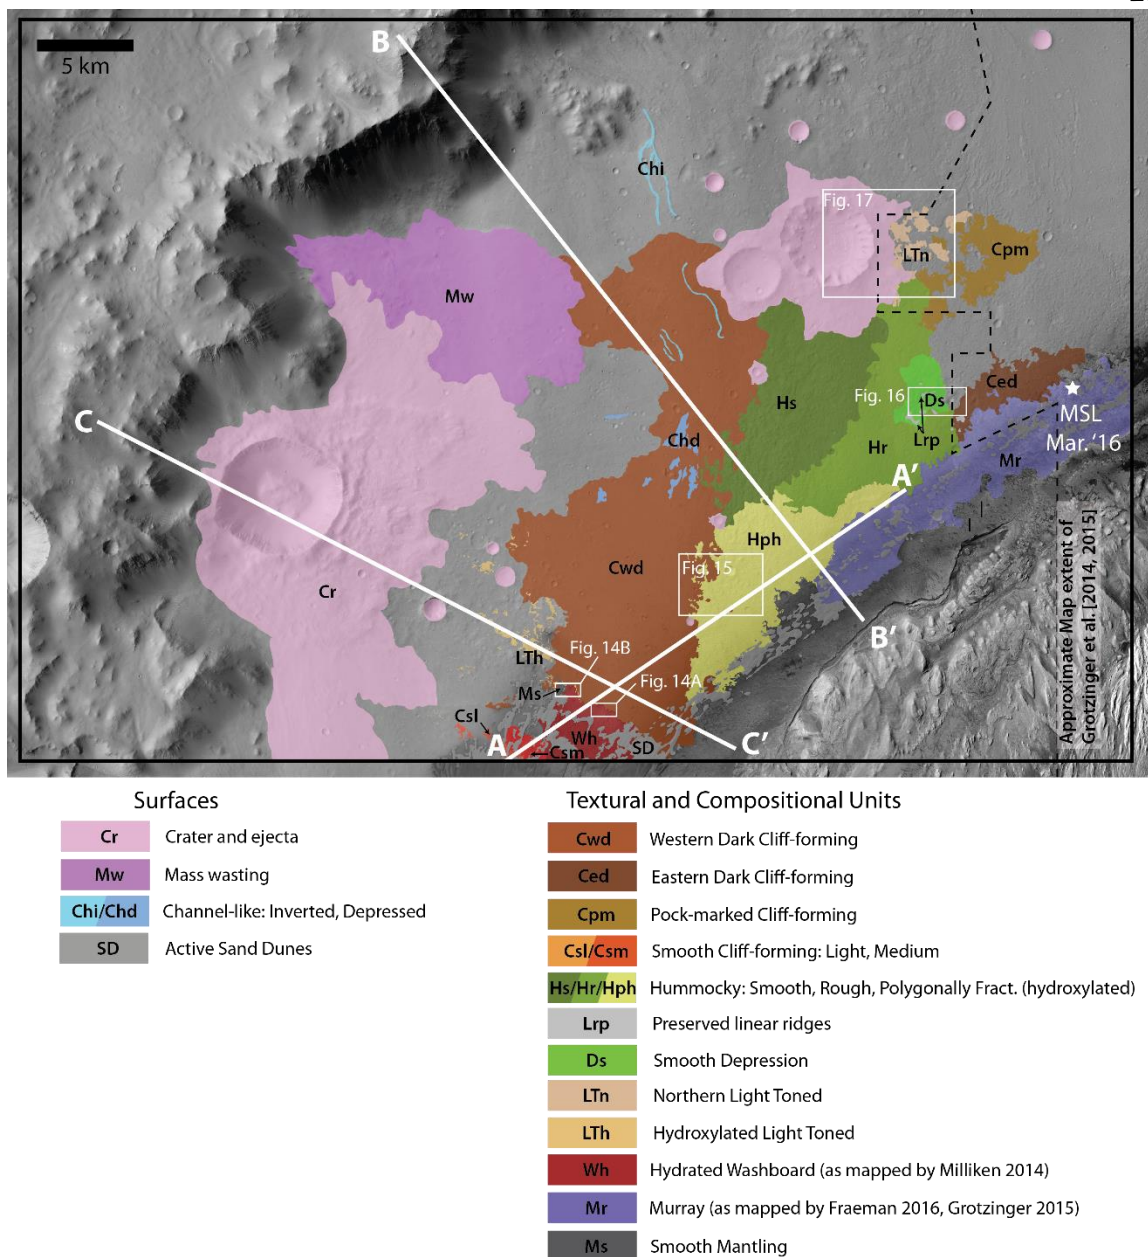 B
5 km
Chi
Fig. 17
LTn
Cpm
Mw
Ced
Hs
Fig. 16
Ds
MSL
Mar. ‘16
C
Chd
Lrp
Hr
Mr
A’
Hph
Cwd
Fig. 15
Cr
B’
Fig. 14B
LTh
Ms
Fig. 14A
Csl
A
Wh
SD
C’
Csm
Approximate Map extent of
Grotzinger et al. [2014, 2015]
Surfaces
Cr Crater and ejecta
Mw Mass wasting
Chi/Chd Channel-like: Inverted, Depressed
SD Active Sand Dunes
Textural and Compositional Units
Cwd Western Dark Cliff-forming
Ced Eastern Dark Cliff-forming
Cpm Pock-marked Cliff-forming
Csl/Csm Smooth Cliff-forming: Light, Medium
Hs/Hr/Hph Hummocky: Smooth, Rough, Polygonally Fract. (hydroxylated)
Lrp Preserved linear ridges
Ds Smooth Depression
LTn Northern Light Toned
LTh Hydroxylated Light Toned
Wh Hydrated Washboard (as mapped by Milliken 2014)
Mr Murray (as mapped by Fraeman 2016, Grotzinger 2015)
Ms Smooth Mantling